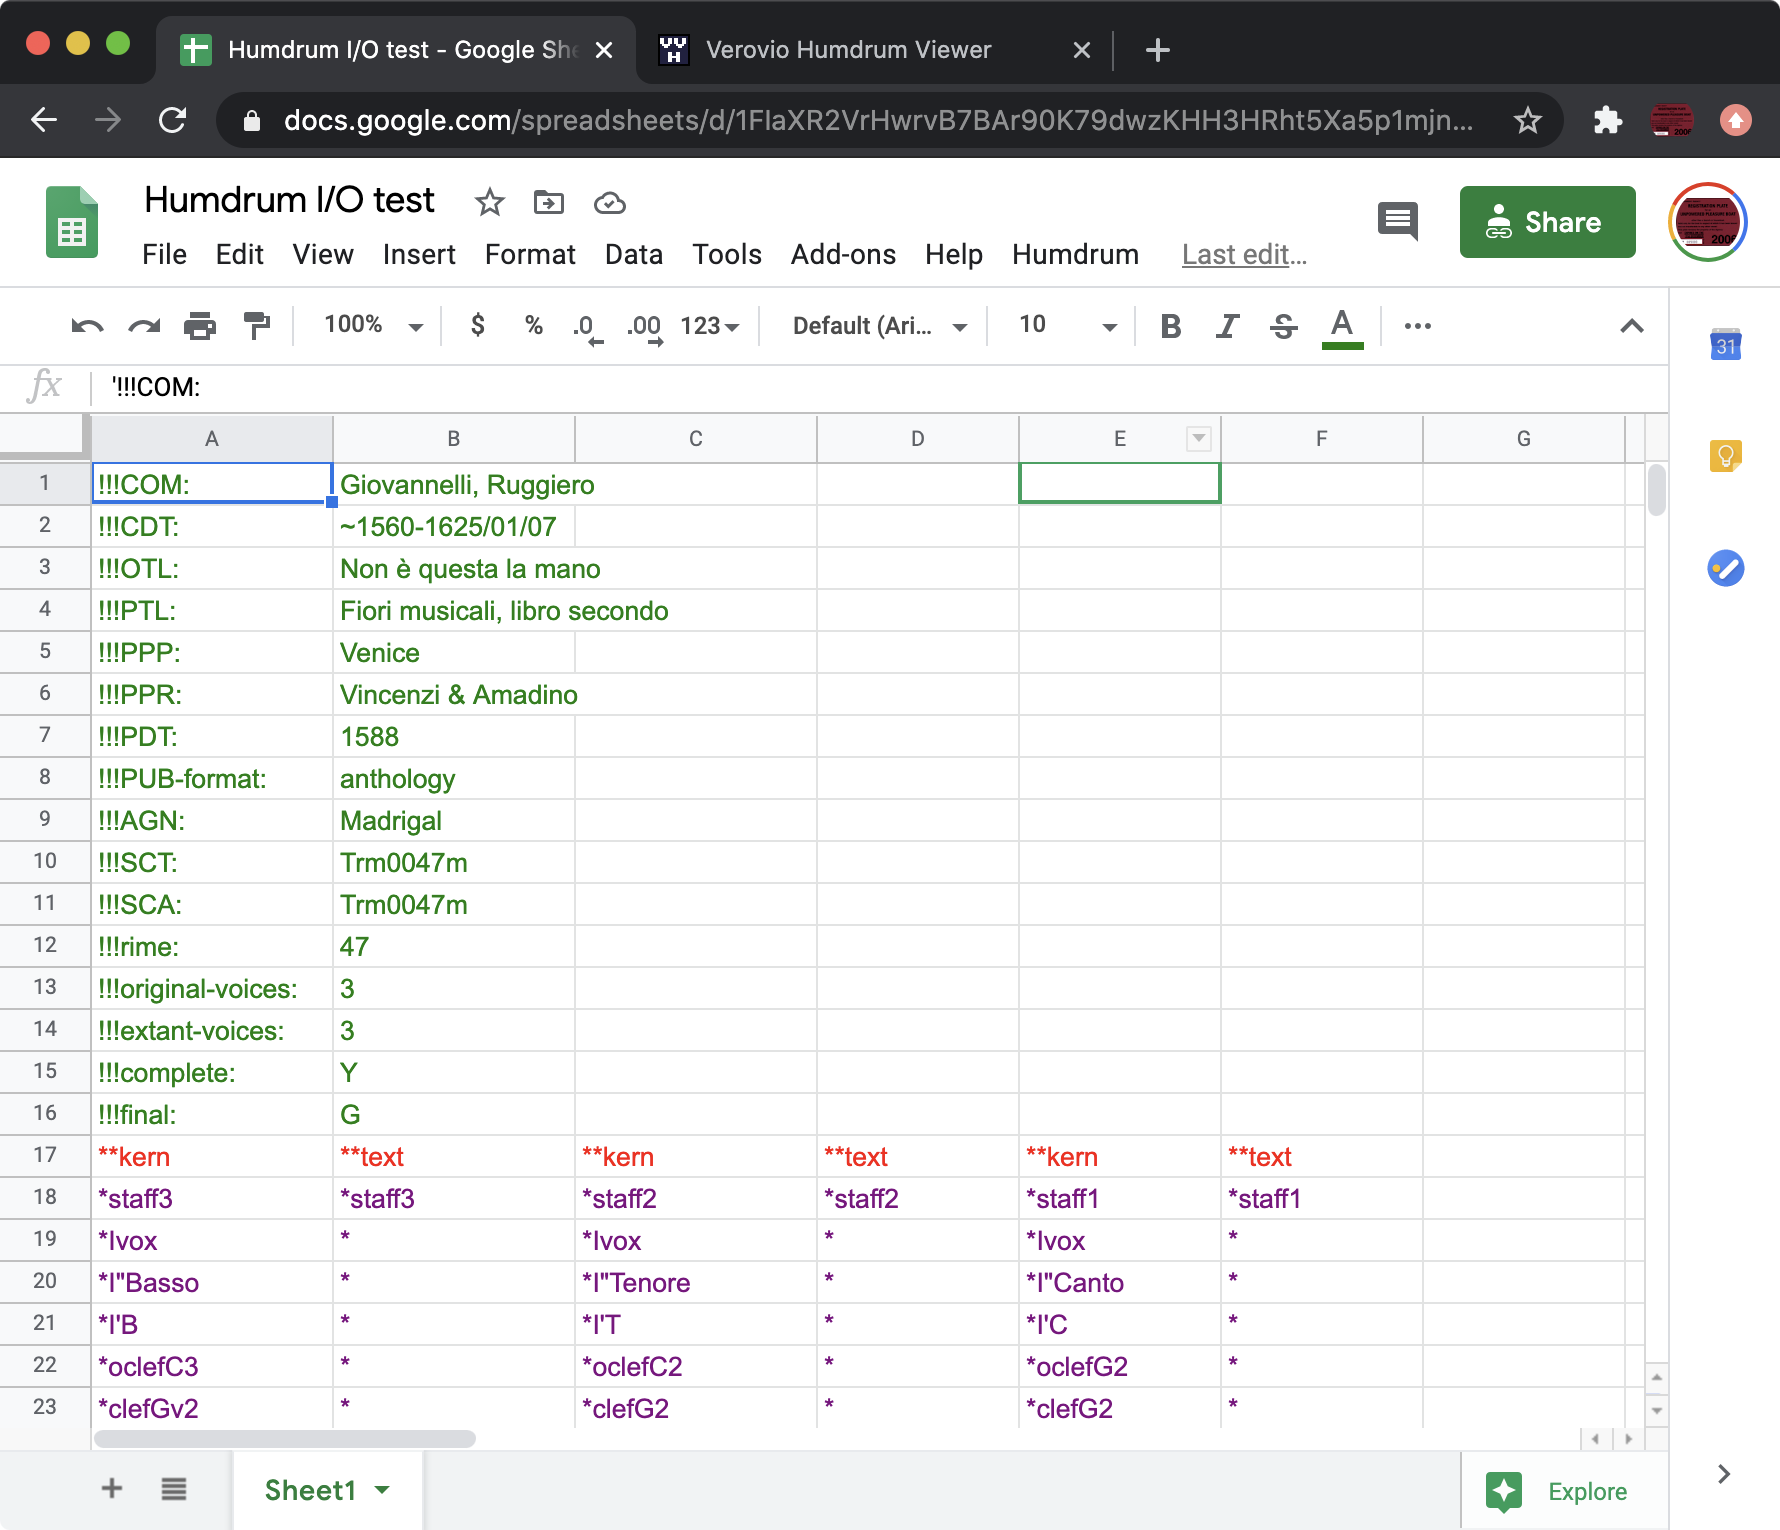 Humdrum I/O test - Google She
Verovio Humdrum Viewer
docs.google.com/spreadsheets/d/1FIaXR2VrHwrvB7BAr90K79dwzKHH3HRht5Xa5p1mjn...
Humdrum I/O test
Share
File Edit View Insert Format Data Tools Add-ons Help Humdrum Last edit...
100% $ % .0 .00 123 Default (Ari... 10 B I S A
31
fx '!!!COM:
A B C D E F G
1 !!!COM: Giovannelli, Ruggiero
2 !!!CDT: ~1560-1625/01/07
3 !!!OTL: Non è questa la mano
4 !!!PTL: Fiori musicali, libro secondo
5 !!!PPP: Venice
6 !!!PPR: Vincenzi & Amadino
7 !!!PDT: 1588
8 !!!PUB-format: anthology
9 !!!AGN: Madrigal
10 !!!SCT: Trm0047m
11 !!!SCA: Trm0047m
12 !!!rime: 47
13 !!!original-voices: 3
14 !!!extant-voices: 3
15 !!!complete: Y
16 !!!final: G
17 **kern **text **kern **text **kern **text
18 *staff3 *staff3 *staff2 *staff2 *staff1 *staff1
19 *Ivox * *Ivox * *Ivox *
20 *I"Basso * *I"Tenore * *I"Canto *
21 *I'B * *I'T * *I'C *
22 *oclefC3 * *oclefC2 * *oclefG2 *
23 *clefGv2 * *clefG2 * *clefG2 *
Sheet1
Explore